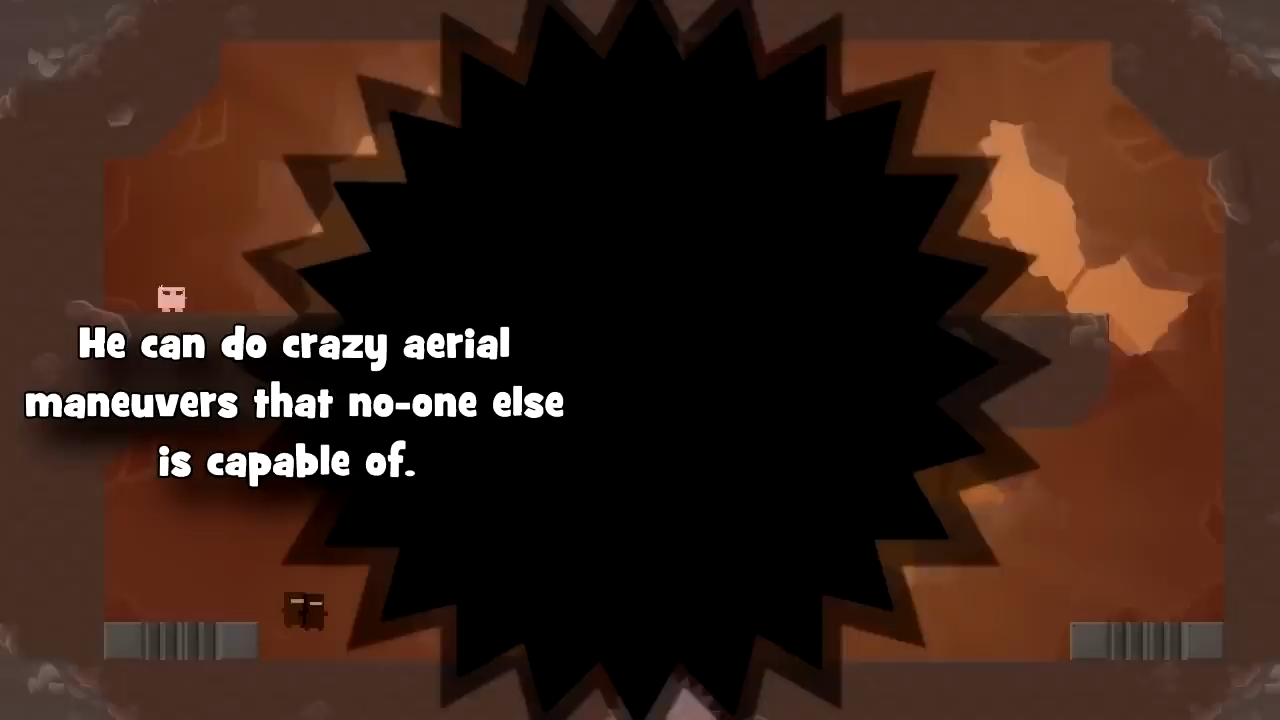 He can do crazy aerial
maneuvers that no-one else
is capable of.